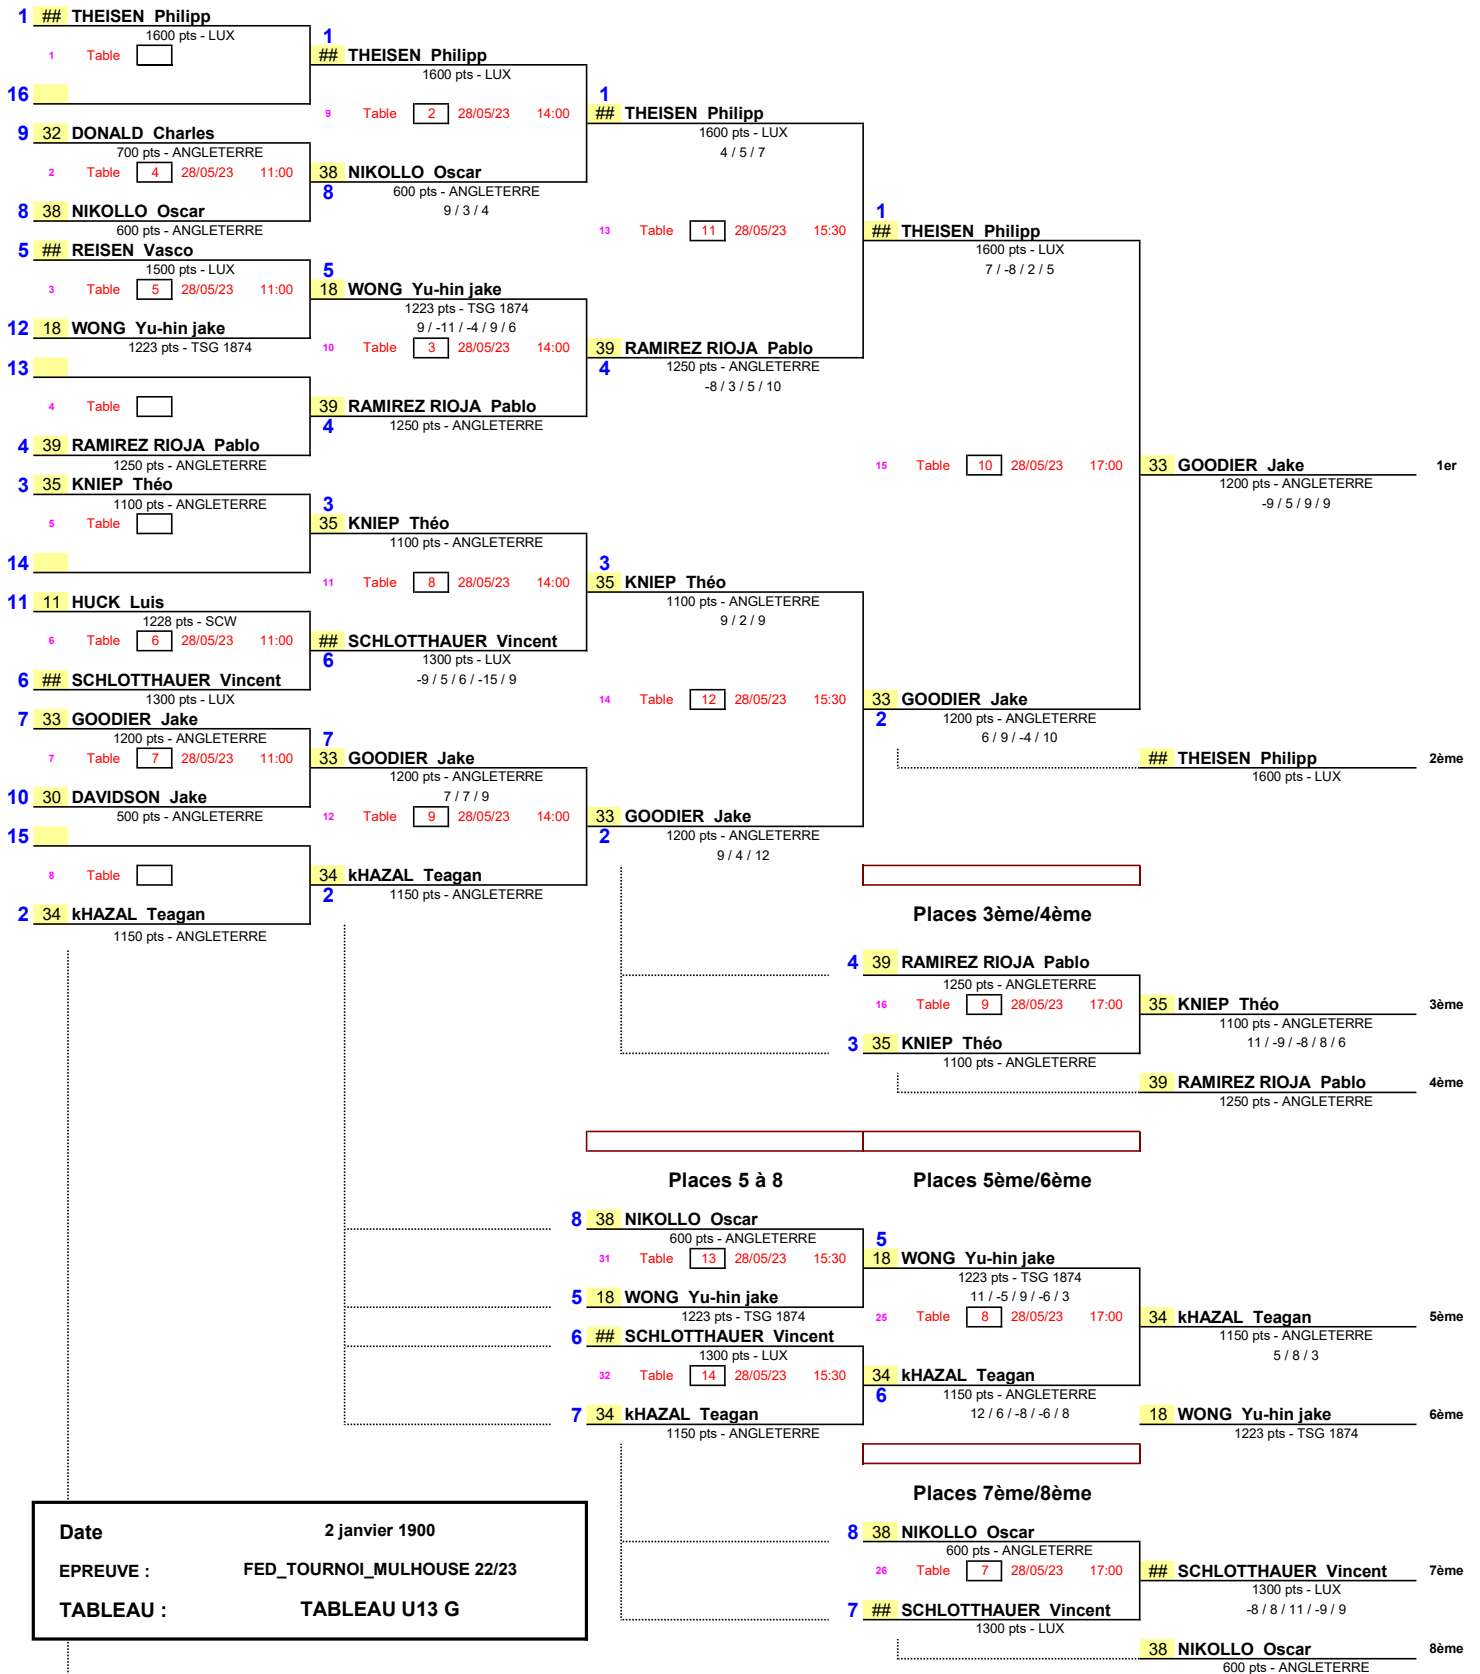 1 ## THEISEN Philipp
1600 pts - LUX
1 Table
16
9 32 DONALD Charles
700 pts - ANGLETERRE
2 Table 4 28/05/23 11:00
8 38 NIKOLLO Oscar
600 pts - ANGLETERRE
5 ## REISEN Vasco
1500 pts - LUX
3 Table 5 28/05/23 11:00
12 18 WONG Yu-hin jake
1223 pts - TSG 1874
13
4 Table
4 39 RAMIREZ RIOJA Pablo
1250 pts - ANGLETERRE
3 35 KNIEP Théo
1100 pts - ANGLETERRE
5 Table
14
11 11 HUCK Luis
1228 pts - SCW
6 Table 6 28/05/23 11:00
6 ## SCHLOTTHAUER Vincent
1300 pts - LUX
7 33 GOODIER Jake
1200 pts - ANGLETERRE
7 Table 7 28/05/23 11:00
10 30 DAVIDSON Jake
500 pts - ANGLETERRE
15
8 Table
2 34 kHAZAL Teagan
1150 pts - ANGLETERRE
1
## THEISEN Philipp
1600 pts - LUX
9 Table 2 28/05/23 14:00
38 NIKOLLO Oscar
8 600 pts - ANGLETERRE
9 / 3 / 4
5
18 WONG Yu-hin jake
1223 pts - TSG 1874
9 / -11 / -4 / 9 / 6
10 Table 3 28/05/23 14:00
39 RAMIREZ RIOJA Pablo
4 1250 pts - ANGLETERRE
3
35 KNIEP Théo
1100 pts - ANGLETERRE
11 Table 8 28/05/23 14:00
## SCHLOTTHAUER Vincent
6 1300 pts - LUX
-9 / 5 / 6 / -15 / 9
7
33 GOODIER Jake
1200 pts - ANGLETERRE
7 / 7 / 9
12 Table 9 28/05/23 14:00
34 kHAZAL Teagan
2 1150 pts - ANGLETERRE
1
## THEISEN Philipp
1600 pts - LUX
4 / 5 / 7
13 Table 11 28/05/23 15:30
39 RAMIREZ RIOJA Pablo
4 1250 pts - ANGLETERRE
-8 / 3 / 5 / 10
3
35 KNIEP Théo
1100 pts - ANGLETERRE
9 / 2 / 9
14 Table 12 28/05/23 15:30
33 GOODIER Jake
2 1200 pts - ANGLETERRE
9 / 4 / 12
1
## THEISEN Philipp
1600 pts - LUX
7 / -8 / 2 / 5
15 Table 10 28/05/23 17:00
33 GOODIER Jake
2 1200 pts - ANGLETERRE
6 / 9 / -4 / 10
33 GOODIER Jake 1er
1200 pts - ANGLETERRE
-9 / 5 / 9 / 9
## THEISEN Philipp 2ème
1600 pts - LUX
Places 3ème/4ème
4 39 RAMIREZ RIOJA Pablo
1250 pts - ANGLETERRE
16 Table 9 28/05/23 17:00
3 35 KNIEP Théo
1100 pts - ANGLETERRE
35 KNIEP Théo 3ème
1100 pts - ANGLETERRE
11 / -9 / -8 / 8 / 6
39 RAMIREZ RIOJA Pablo 4ème
1250 pts - ANGLETERRE
Places 5 à 8
8 38 NIKOLLO Oscar
600 pts - ANGLETERRE
31 Table 13 28/05/23 15:30
5 18 WONG Yu-hin jake
1223 pts - TSG 1874
6 ## SCHLOTTHAUER Vincent
1300 pts - LUX
32 Table 14 28/05/23 15:30
7 34 kHAZAL Teagan
1150 pts - ANGLETERRE
Places 5ème/6ème
5
18 WONG Yu-hin jake
1223 pts - TSG 1874
11 / -5 / 9 / -6 / 3
25 Table 8 28/05/23 17:00
34 kHAZAL Teagan
6 1150 pts - ANGLETERRE
12 / 6 / -8 / -6 / 8
34 kHAZAL Teagan 5ème
1150 pts - ANGLETERRE
5 / 8 / 3
18 WONG Yu-hin jake 6ème
1223 pts - TSG 1874
Places 7ème/8ème
8 38 NIKOLLO Oscar
600 pts - ANGLETERRE
26 Table 7 28/05/23 17:00
7 ## SCHLOTTHAUER Vincent
1300 pts - LUX
## SCHLOTTHAUER Vincent 7ème
1300 pts - LUX
-8 / 8 / 11 / -9 / 9
38 NIKOLLO Oscar 8ème
600 pts - ANGLETERRE
Date 2 janvier 1900
EPREUVE : FED_TOURNOI_MULHOUSE 22/23
TABLEAU : TABLEAU U13 G